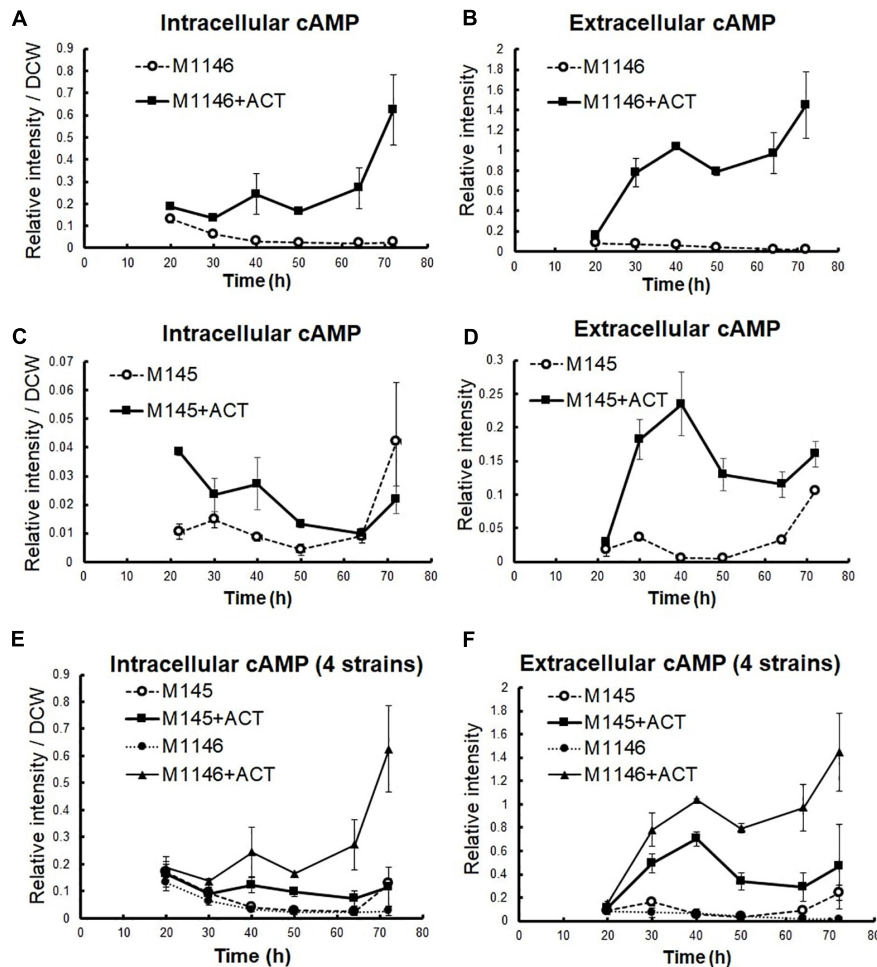 A
Intracellular cAMP
Relative intensity / DCW
0.9
0.8
0.7
0.6
0.5
0.4
0.3
0.2
0.1
0
M1146
M1146+ACT
0 10 20 30 40 50 60 70 80
Time (h)
B
Extracellular cAMP
Relative intensity
2
1.8
1.6
1.4
1.2
1
0.8
0.6
0.4
0.2
0
M1146
M1146+ACT
0 10 20 30 40 50 60 70 80
Time (h)
C
Intracellular cAMP
Relative intensity / DCW
0.07
0.06
0.05
0.04
0.03
0.02
0.01
0
M145
M145+ACT
0 10 20 30 40 50 60 70 80
Time (h)
D
Extracellular cAMP
Relative intensity
0.3
0.25
0.2
0.15
0.1
0.05
0
M145
M145+ACT
0 10 20 30 40 50 60 70 80
Time (h)
E
Intracellular cAMP (4 strains)
Relative intensity / DCW
0.9
0.8
0.7
0.6
0.5
0.4
0.3
0.2
0.1
0
M145
M145+ACT
M1146
M1146+ACT
0 10 20 30 40 50 60 70 80
Time (h)
F
Extracellular cAMP (4 strains)
Relative intensity
2
1.8
1.6
1.4
1.2
1
0.8
0.6
0.4
0.2
0
M145
M145+ACT
M1146
M1146+ACT
0 10 20 30 40 50 60 70 80
Time (h)